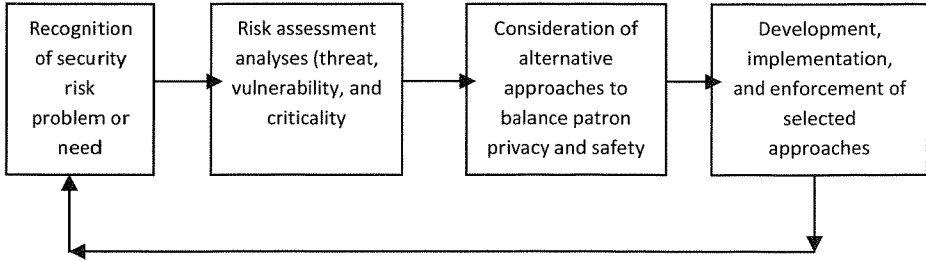 Recognition
of security
risk
problem or
need
Risk assessment
analyses (threat,
vulnerability, and
criticality
Consideration of
alternative
approaches to
balance patron
privacy and safety
Development,
implementation,
and enforcement of
selected
approaches